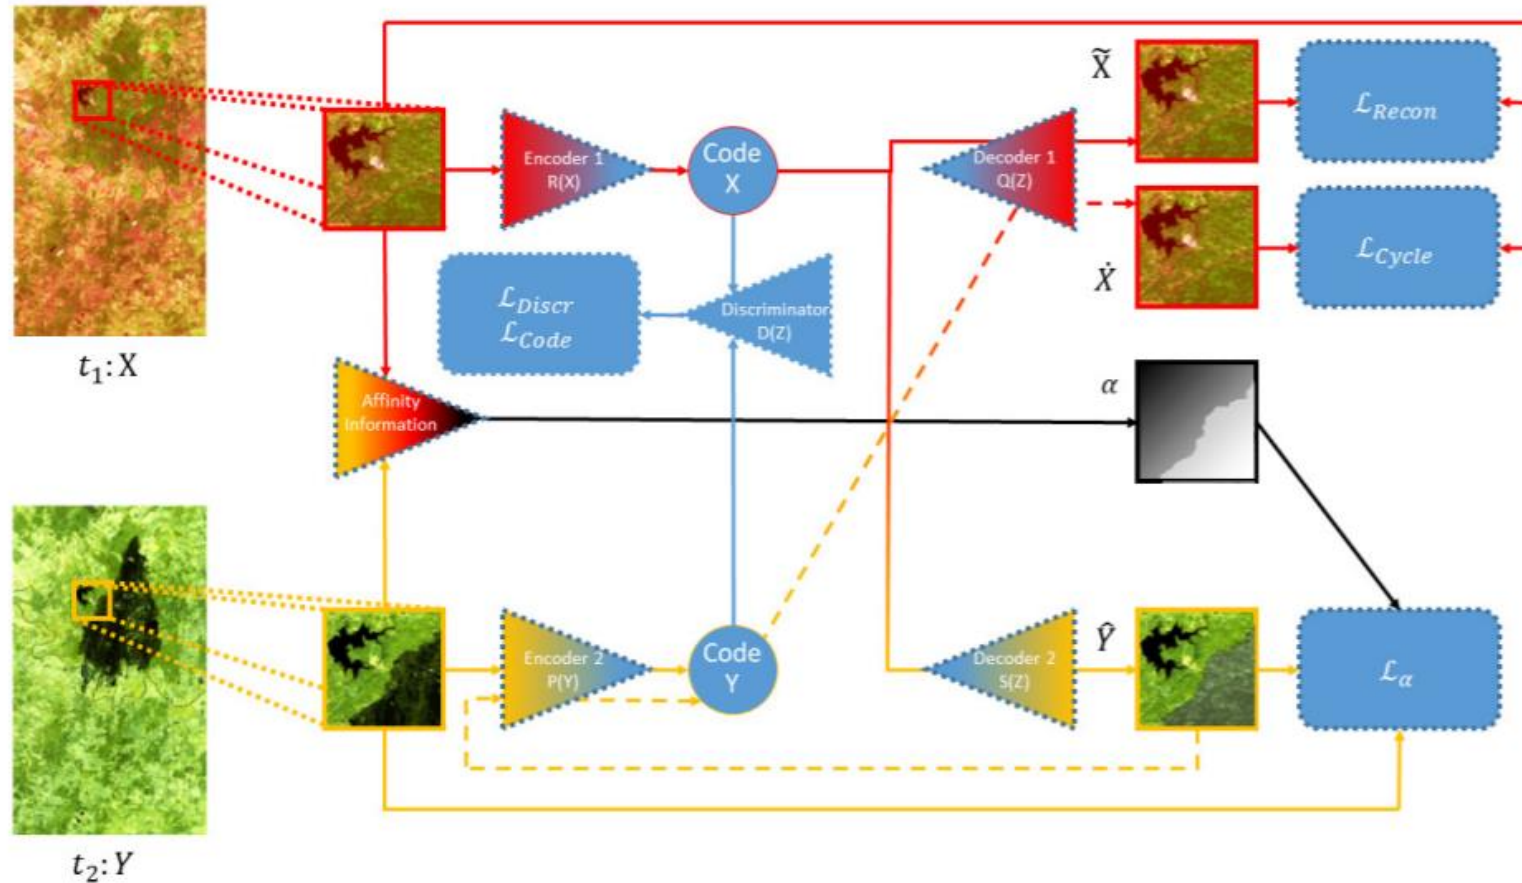 X̃
ℒ_Recon
Encoder 1
R(X)
Code
X
Decoder 1
Q(Z)
Ẋ
ℒ_Cycle
ℒ_Discr
ℒ_Code
Discriminator
D(Z)
t₁: X
Affinity
Information
α
Encoder 2
P(Y)
Code
Y
Decoder 2
S(Z)
Ŷ
ℒ_α
t₂: Y